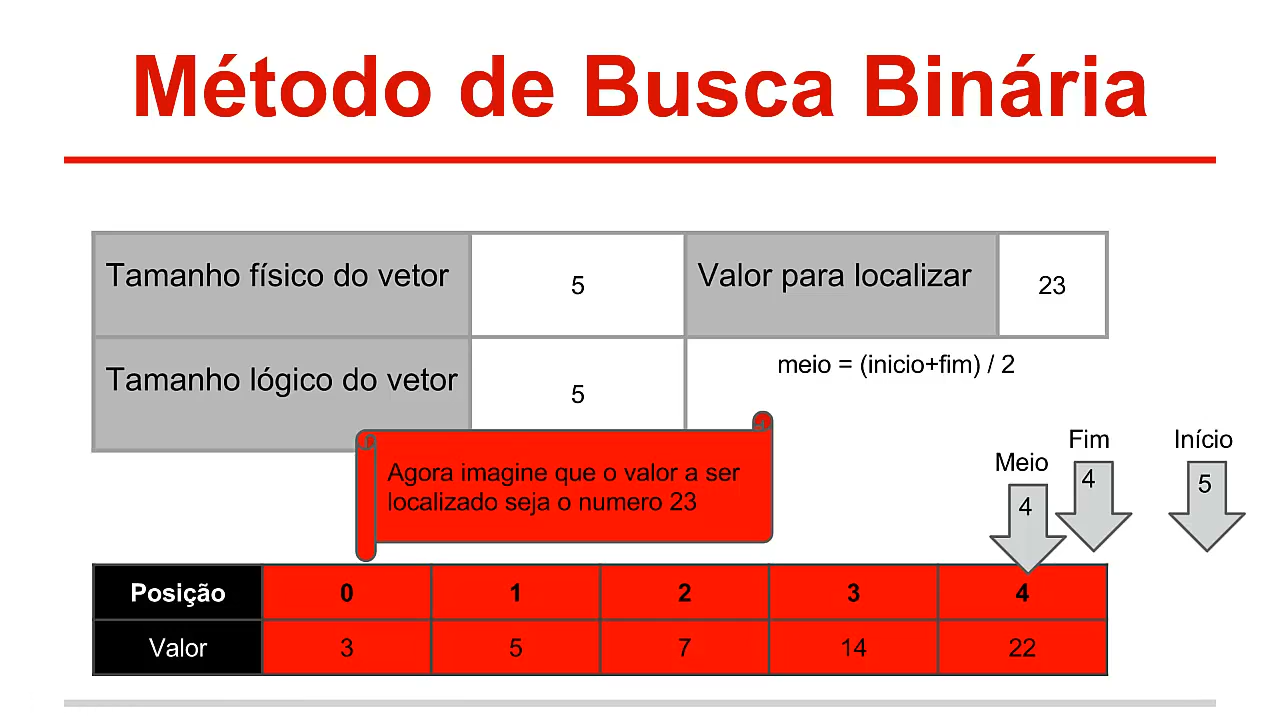 Método de Busca Binária
Tamanho físico do vetor 5 Valor para localizar 23
Tamanho lógico do vetor 5 meio = (inicio+fim) / 2
Agora imagine que o valor a ser
localizado seja o numero 23
Meio
4
Fim
4
Início
5
Posição 0 1 2 3 4
Valor 3 5 7 14 22